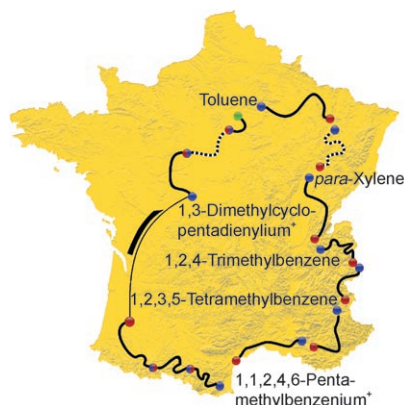 Toluene
para-Xylene
1,3-Dimethylcyclo-
pentadienylium+
1,2,4-Trimethylbenzene
1,2,3,5-Tetramethylbenzene
1,1,2,4,6-Penta-
methylbenzenium+